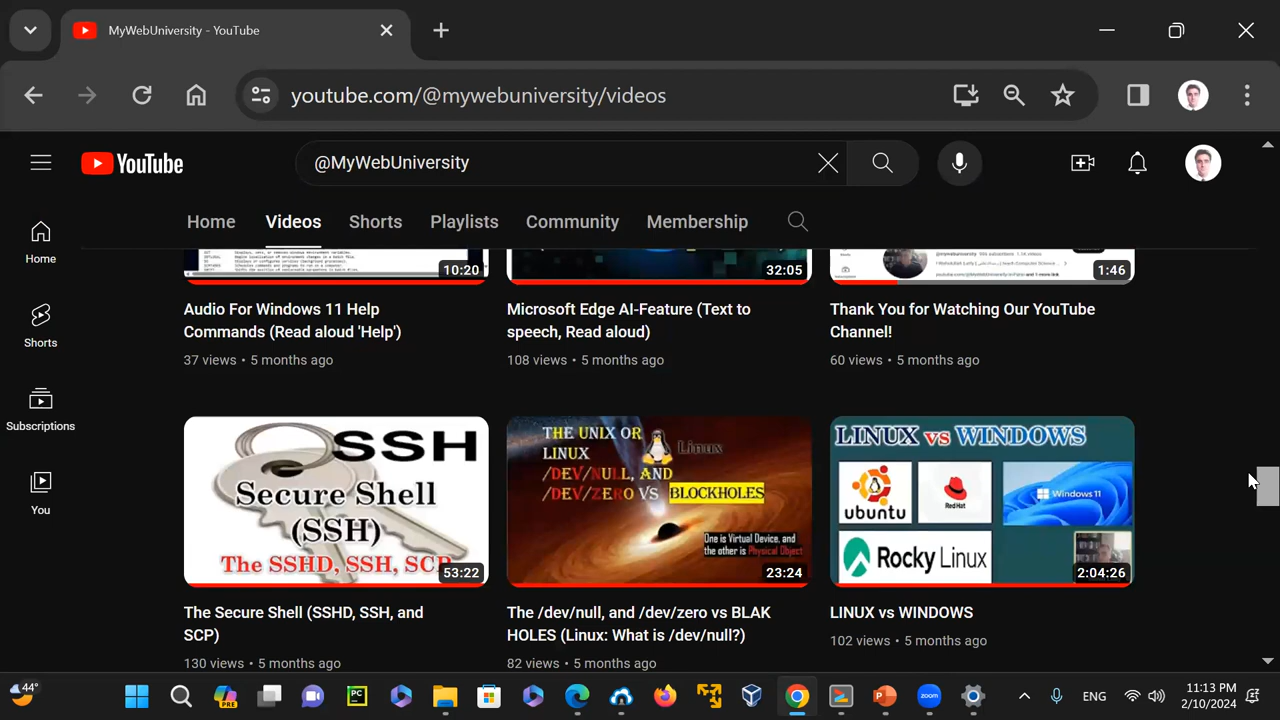 MyWebUniversity - YouTube
youtube.com/@mywebuniversity/videos
YouTube
@MyWebUniversity
Home
Videos
Shorts
Playlists
Community
Membership
Home
Shorts
Subscriptions
You
10:20
32:05
1:46
Audio For Windows 11 Help
Commands (Read aloud 'Help')
37 views • 5 months ago
Microsoft Edge AI-Feature (Text to
speech, Read aloud)
108 views • 5 months ago
Thank You for Watching Our YouTube
Channel!
60 views • 5 months ago
SSH
Secure Shell
(SSH)
The SSHD, SSH, SCP
53:22
THE UNIX OR
LINUX
/DEV/NULL, AND
/DEV/ZERO VS BLOCKHOLES
Linux
One is Virtual Device, and
the other is Physical Object
23:24
LINUX vs WINDOWS
ubuntu
Red Hat
Windows 11
Rocky Linux
2:04:26
The Secure Shell (SSHD, SSH, and
SCP)
130 views • 5 months ago
The /dev/null, and /dev/zero vs BLAK
HOLES (Linux: What is /dev/null?)
82 views • 5 months ago
LINUX vs WINDOWS
102 views • 5 months ago
44°
PRE
PC
zoom
ENG
11:13 PM
2/10/2024